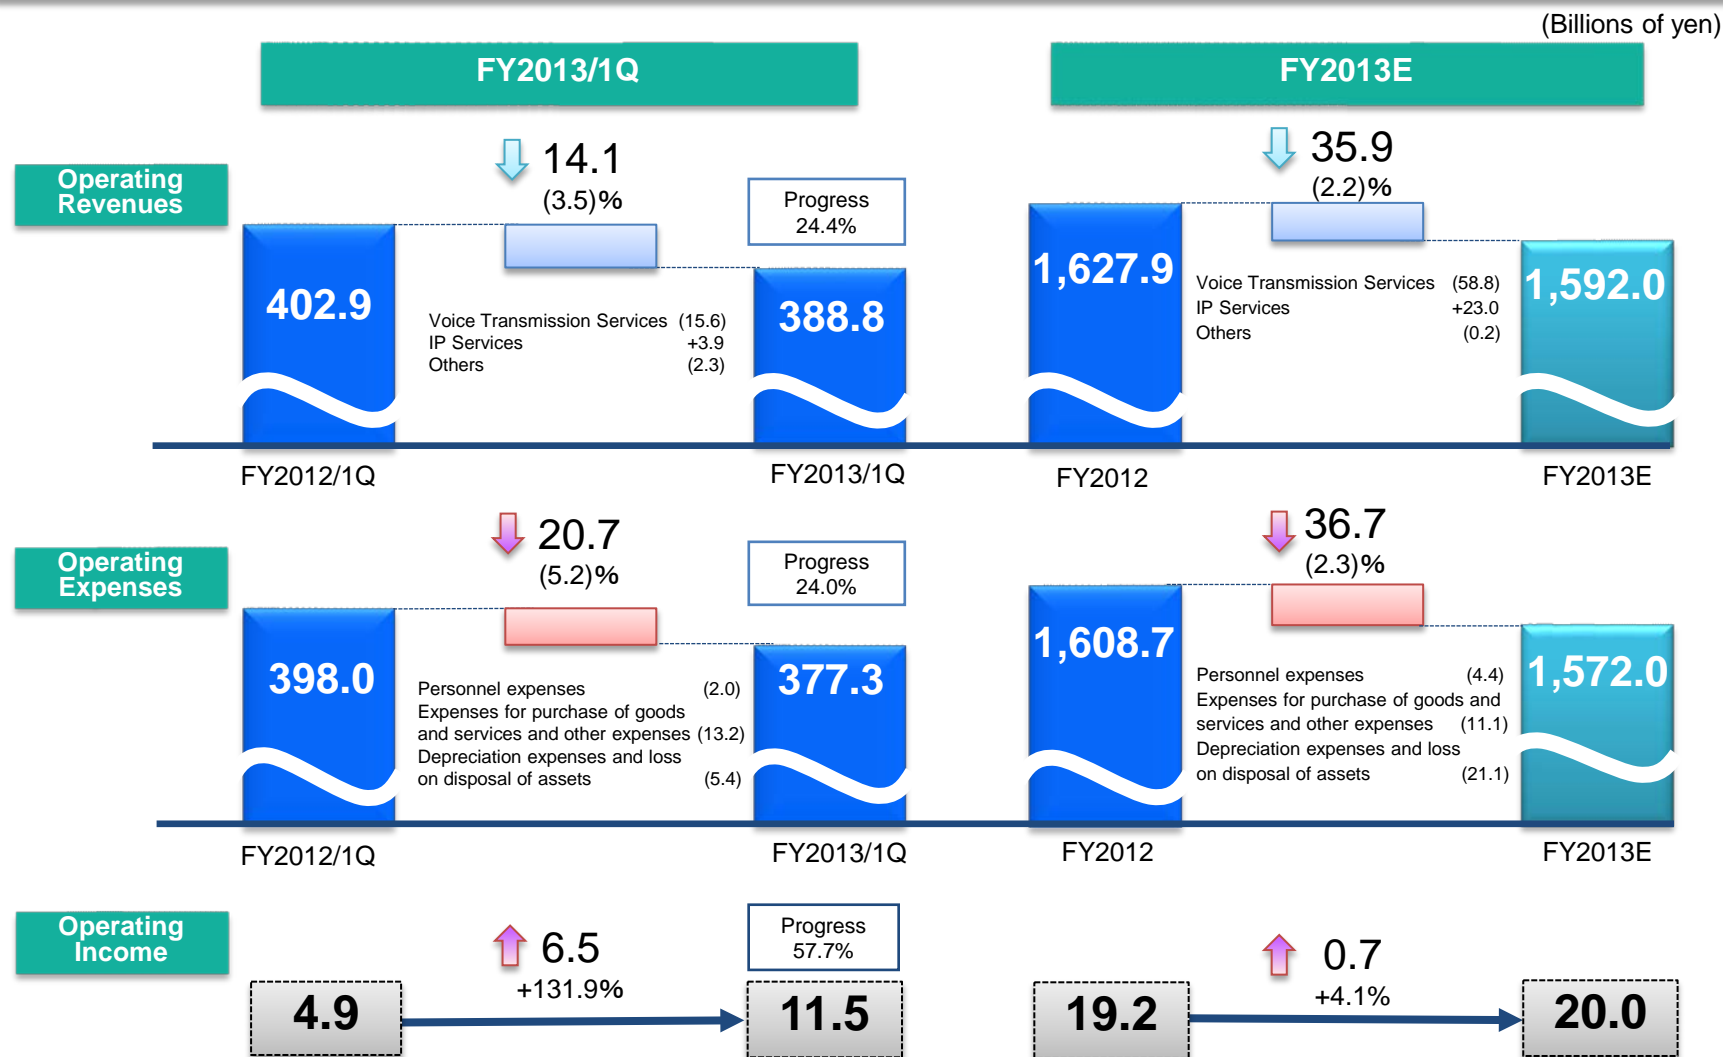 (Billions of yen)
FY2013/1Q
FY2013E
Operating
Revenues
14.1
(3.5)%
Progress
24.4%
402.9
388.8
Voice Transmission Services (15.6)
IP Services +3.9
Others (2.3)
FY2012/1Q
FY2013/1Q
35.9
(2.2)%
1,627.9
1,592.0
Voice Transmission Services (58.8)
IP Services +23.0
Others (0.2)
FY2012
FY2013E
Operating
Expenses
20.7
(5.2)%
Progress
24.0%
398.0
377.3
Personnel expenses (2.0)
Expenses for purchase of goods
and services and other expenses (13.2)
Depreciation expenses and loss
on disposal of assets (5.4)
FY2012/1Q
FY2013/1Q
36.7
(2.3)%
1,608.7
1,572.0
Personnel expenses (4.4)
Expenses for purchase of goods and
services and other expenses (11.1)
Depreciation expenses and loss
on disposal of assets (21.1)
FY2012
FY2013E
Operating
Income
6.5
+131.9%
Progress
57.7%
4.9
11.5
0.7
+4.1%
19.2
20.0